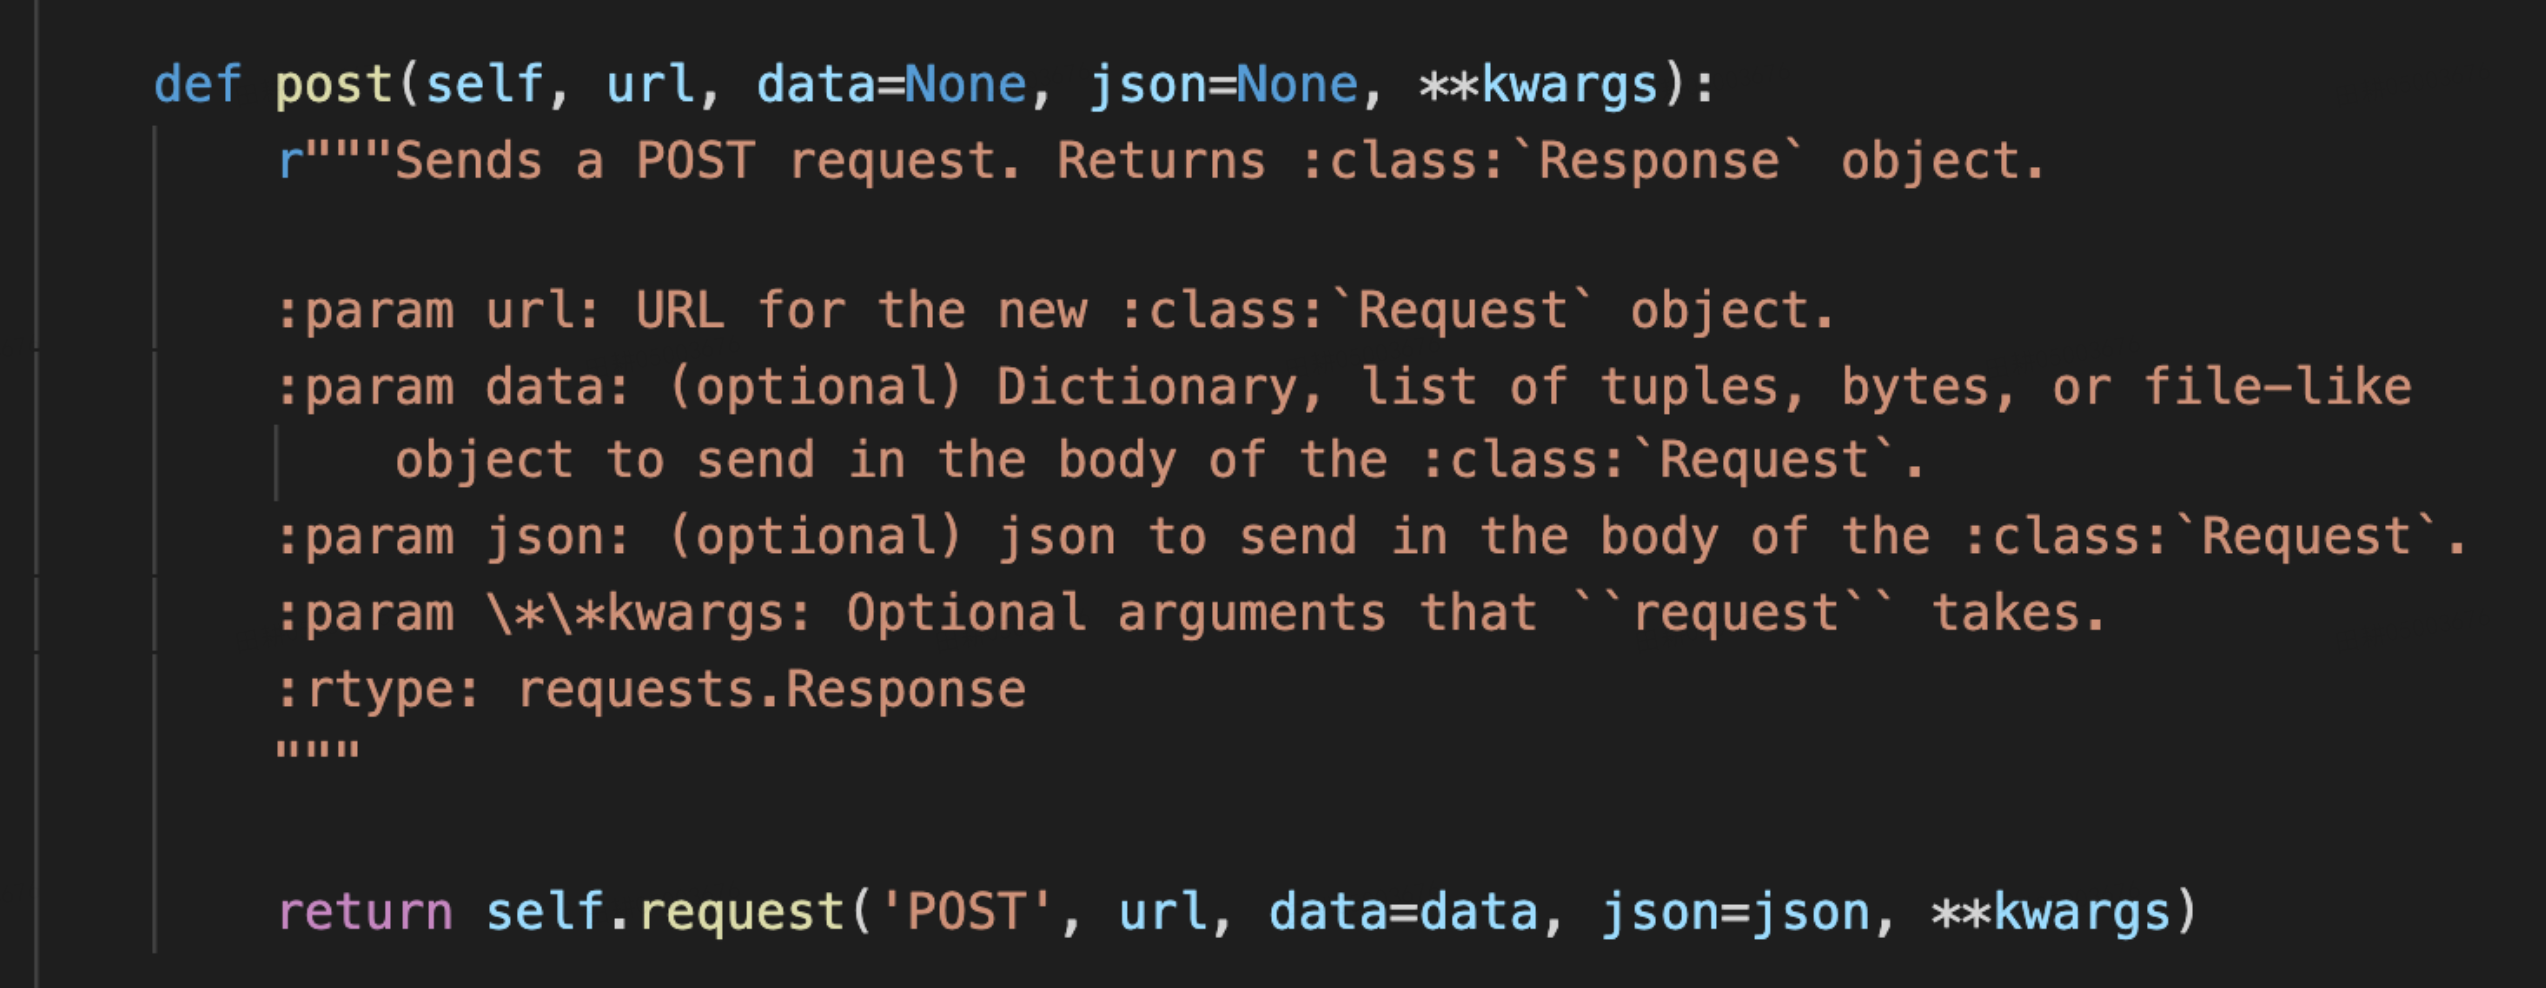 def post(self, url, data=None, json=None, **kwargs):
r"""Sends a POST request. Returns :class:`Response` object.
:param url: URL for the new :class:`Request` object.
:param data: (optional) Dictionary, list of tuples, bytes, or file-like
object to send in the body of the :class:`Request`.
:param json: (optional) json to send in the body of the :class:`Request`.
:param \*\*kwargs: Optional arguments that ``request`` takes.
:rtype: requests.Response
"""
return self.request('POST', url, data=data, json=json, **kwargs)